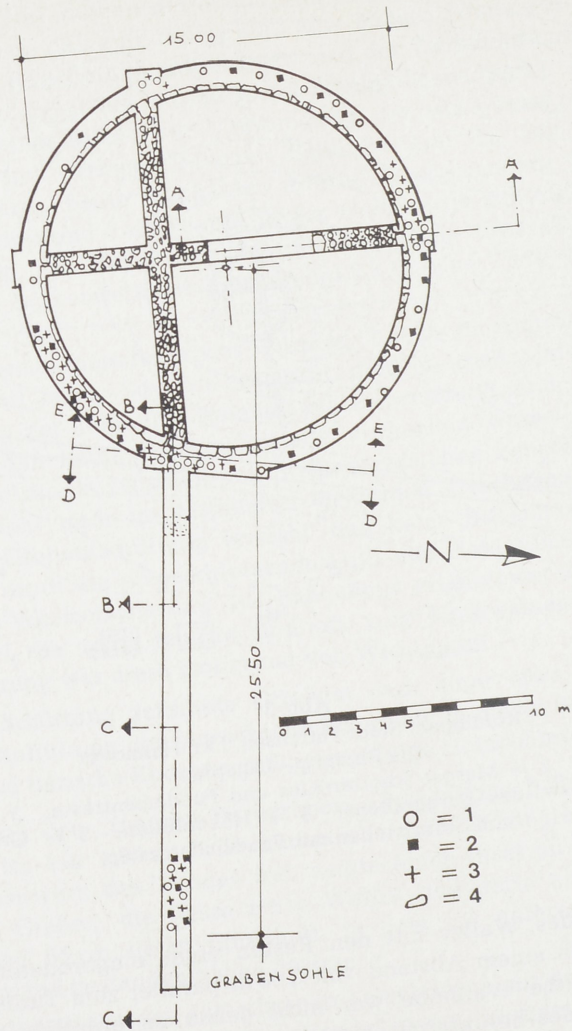 15.00
A
A
B
E
E
D
D
N
B
25.50
C
0 1 2 3 4 5 10 m
O = 1
■ = 2
+ = 3
= 4
GRABENSOHLE
C